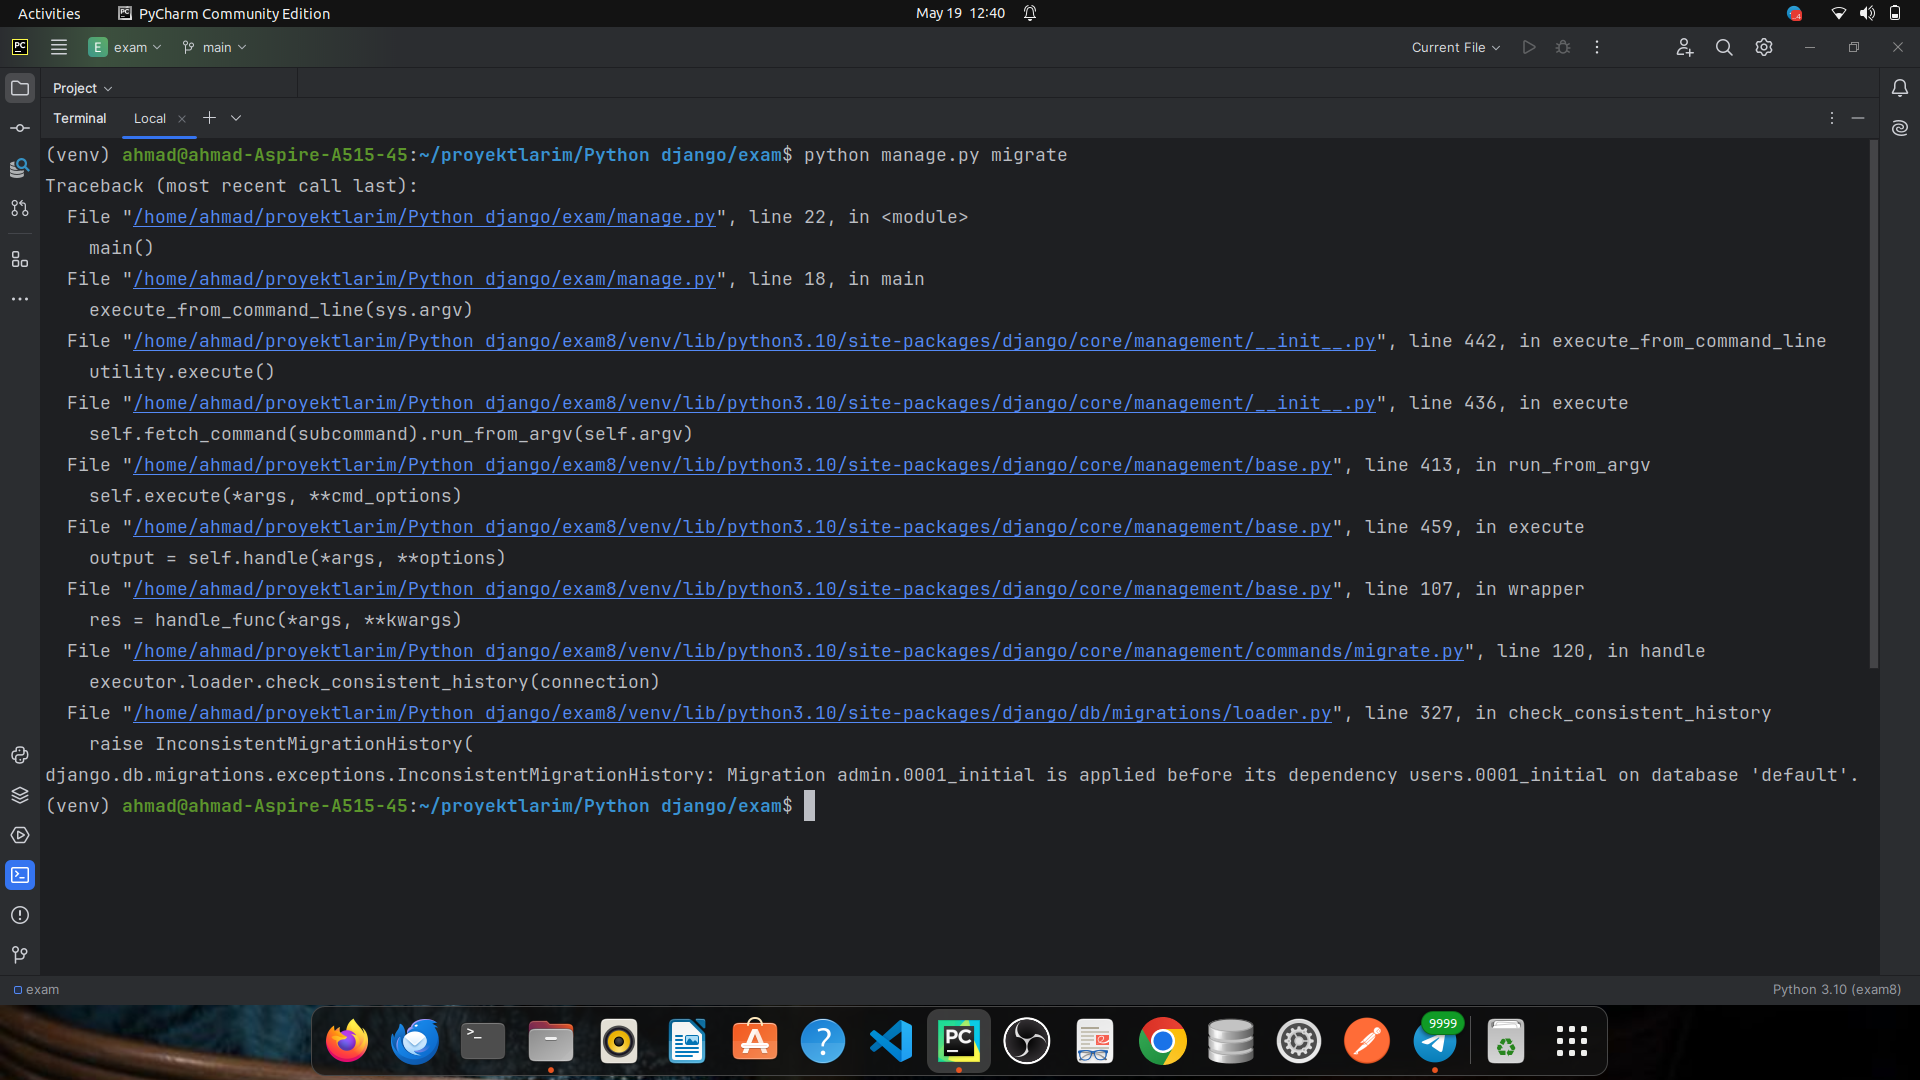 Activities
PyCharm Community Edition
May 19 12:40
4
PC
E
exam
main
Current File
Project
Terminal
Local
(venv) ahmad@ahmad-Aspire-A515-45:~/proyektlarim/Python django/exam$ python manage.py migrate
Traceback (most recent call last):
File "/home/ahmad/proyektlarim/Python django/exam/manage.py", line 22, in <module>
main()
File "/home/ahmad/proyektlarim/Python django/exam/manage.py", line 18, in main
execute_from_command_line(sys.argv)
File "/home/ahmad/proyektlarim/Python django/exam8/venv/lib/python3.10/site-packages/django/core/management/__init__.py", line 442, in execute_from_command_line
utility.execute()
File "/home/ahmad/proyektlarim/Python django/exam8/venv/lib/python3.10/site-packages/django/core/management/__init__.py", line 436, in execute
self.fetch_command(subcommand).run_from_argv(self.argv)
File "/home/ahmad/proyektlarim/Python django/exam8/venv/lib/python3.10/site-packages/django/core/management/base.py", line 413, in run_from_argv
self.execute(*args, **cmd_options)
File "/home/ahmad/proyektlarim/Python django/exam8/venv/lib/python3.10/site-packages/django/core/management/base.py", line 459, in execute
output = self.handle(*args, **options)
File "/home/ahmad/proyektlarim/Python django/exam8/venv/lib/python3.10/site-packages/django/core/management/base.py", line 107, in wrapper
res = handle_func(*args, **kwargs)
File "/home/ahmad/proyektlarim/Python django/exam8/venv/lib/python3.10/site-packages/django/core/management/commands/migrate.py", line 120, in handle
executor.loader.check_consistent_history(connection)
File "/home/ahmad/proyektlarim/Python django/exam8/venv/lib/python3.10/site-packages/django/db/migrations/loader.py", line 327, in check_consistent_history
raise InconsistentMigrationHistory(
django.db.migrations.exceptions.InconsistentMigrationHistory: Migration admin.0001_initial is applied before its dependency users.0001_initial on database 'default'.
(venv) ahmad@ahmad-Aspire-A515-45:~/proyektlarim/Python django/exam$
exam
Python 3.10 (exam8)
PC
9999